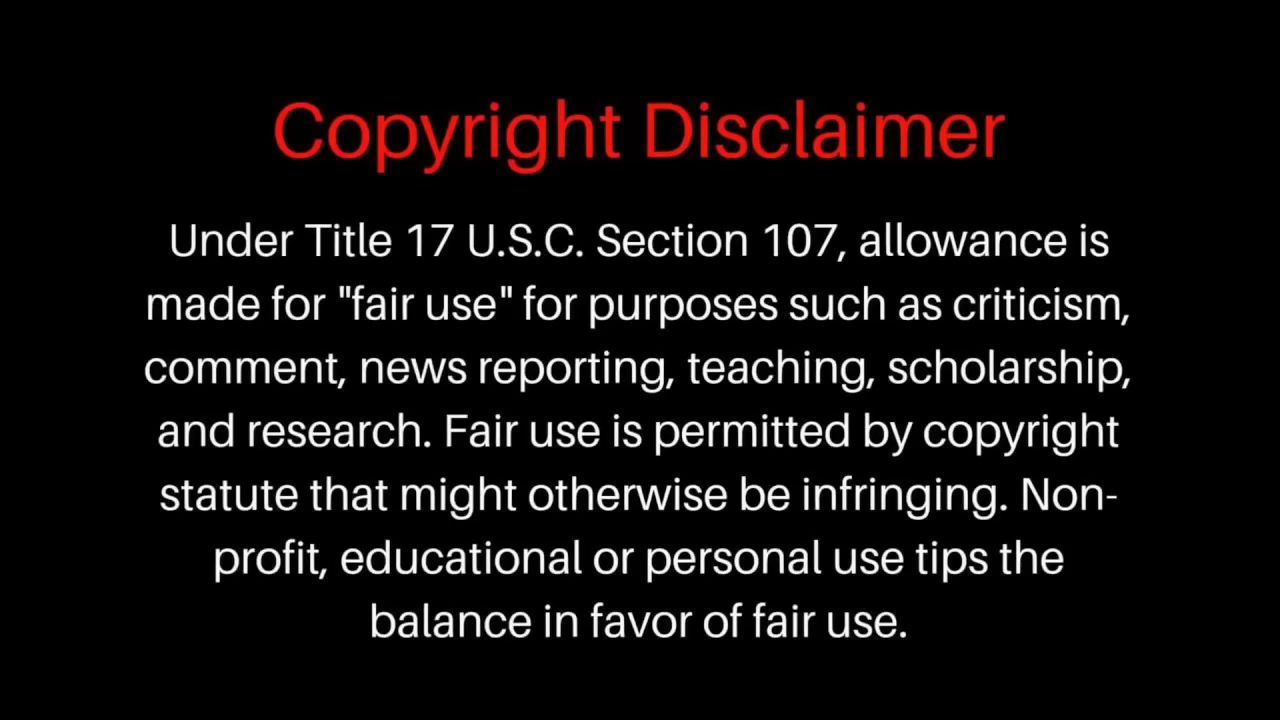 Copyright Disclaimer
Under Title 17 U.S.C. Section 107, allowance is
made for "fair use" for purposes such as criticism,
comment, news reporting, teaching, scholarship,
and research. Fair use is permitted by copyright
statute that might otherwise be infringing. Non-
profit, educational or personal use tips the
balance in favor of fair use.